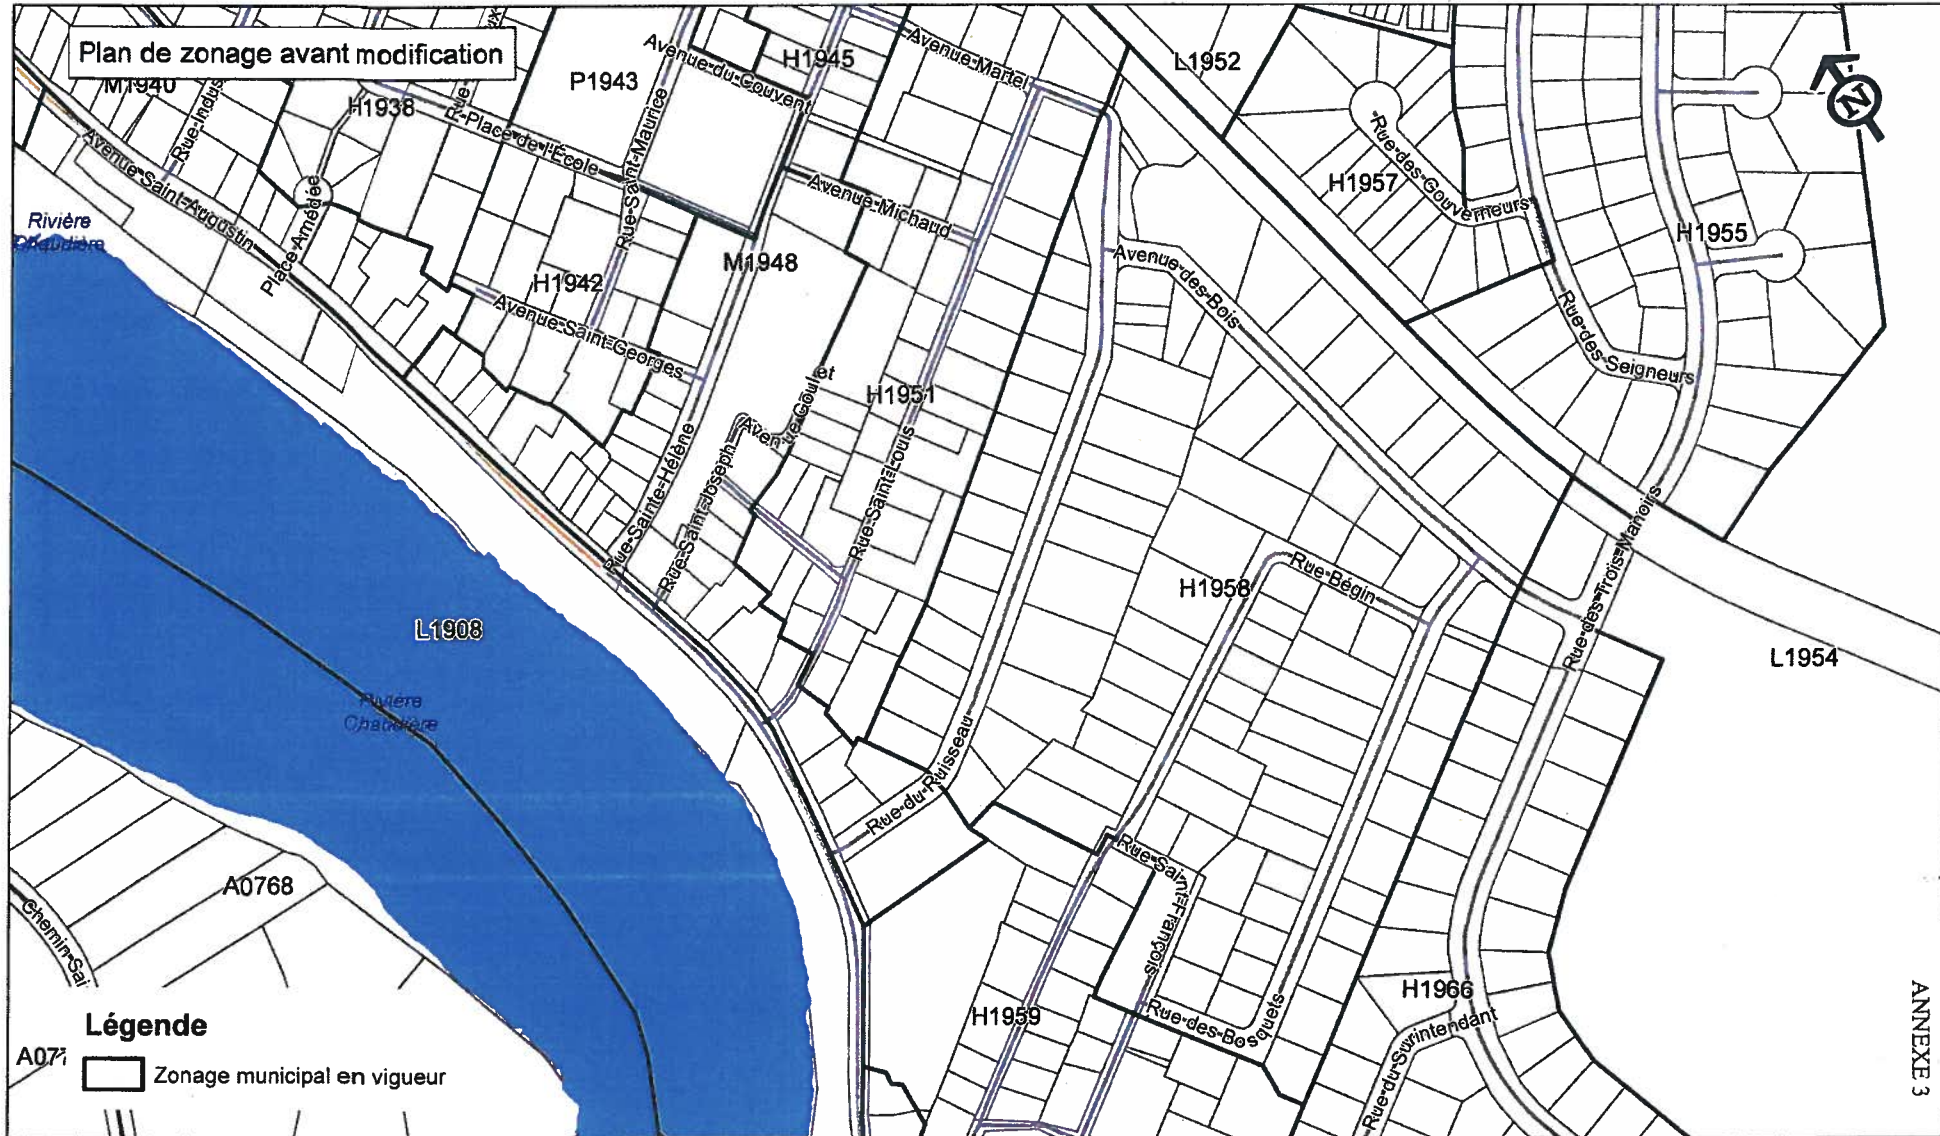 Plan de zonage avant modification
M1940
H1938
P1943
H1945
L1952
Avenue-du-Couvent
Avenue-Martel
Avenue-Saint-Augustin
Place-Amédée
Place-de-l'École
Rue-Saint-Maurice
Avenue-Michaud
Rue-des-Gouverneurs
H1957
H1955
Rivière
Chaudière
H1942
M1948
Avenue-Saint-Georges
Avenue-des-Bois
Rue-des-Seigneurs
H1951
Avenue-Goulet
et
Rue-Sainte-Hélène
Rue-Saint-Joseph
Rue-Saint-Louis
Rue-des-Trois-Manoirs
H1958
Rue-Bégin
L1908
L1954
Rivière
Chaudière
Rue-du-Ruisseau
Rue-Saint-François
A0768
Chemin-Sai
H1959
Rue-des-Bosquets
H1966
Rue-du-Surintendant
N
ANNEXE 3
Légende
Zonage municipal en vigueur